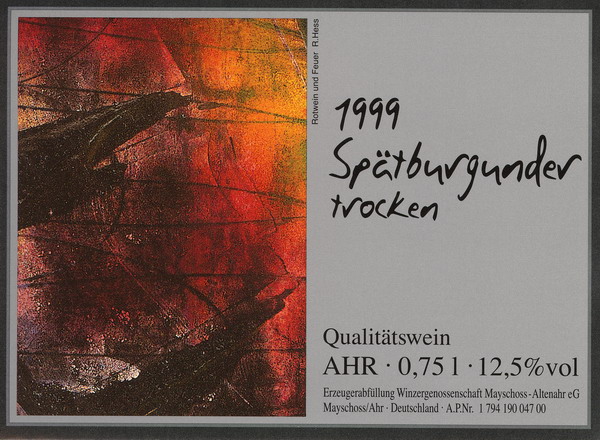 Rotwein und Feuer R.Hess
1999
Spätburgunder
trocken
Qualitätswein
AHR · 0,75 l · 12,5% vol
Erzeugerabfüllung Winzergenossenschaft Mayschoss-Altenahr eG
Mayschoss/Ahr · Deutschland · A.P.Nr. 1 794 190 047 00